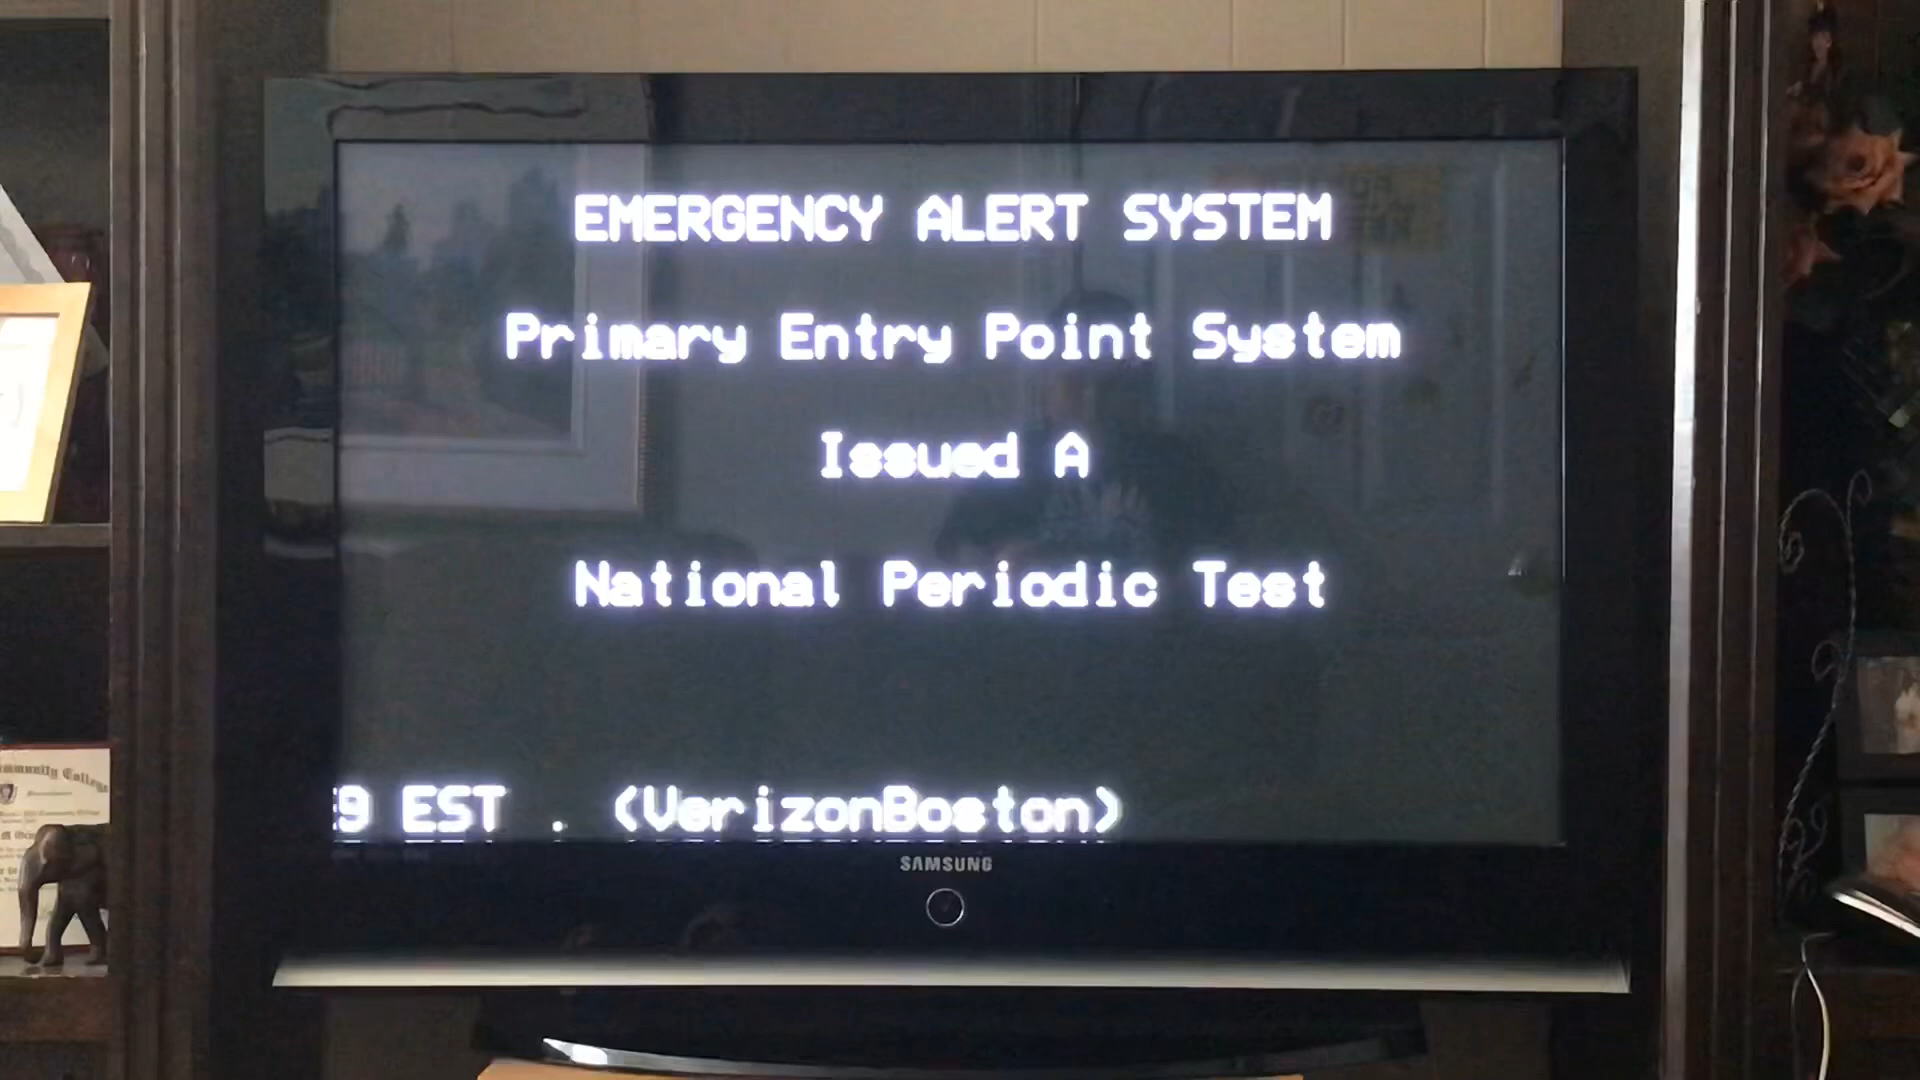 EMERGENCY ALERT SYSTEM
Primary Entry Point System
Issued A
National Periodic Test
9 EST . (VerizonBoston)
SAMSUNG